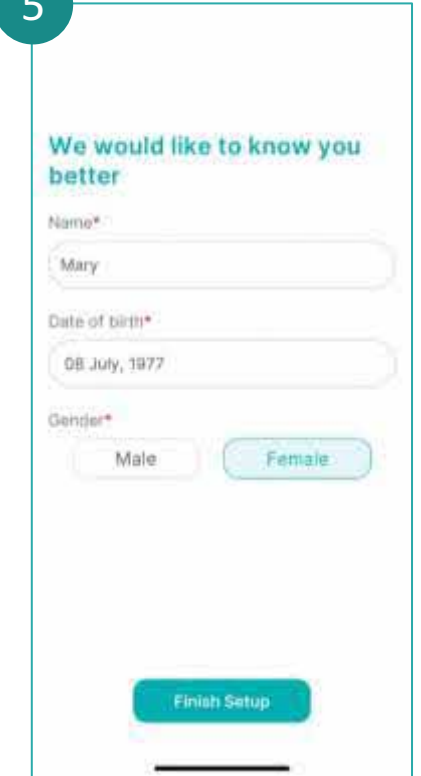 5
We would like to know you
better
Name*
Mary
Date of birth*
08 July, 1977
Gender*
Male Female
Finish Setup